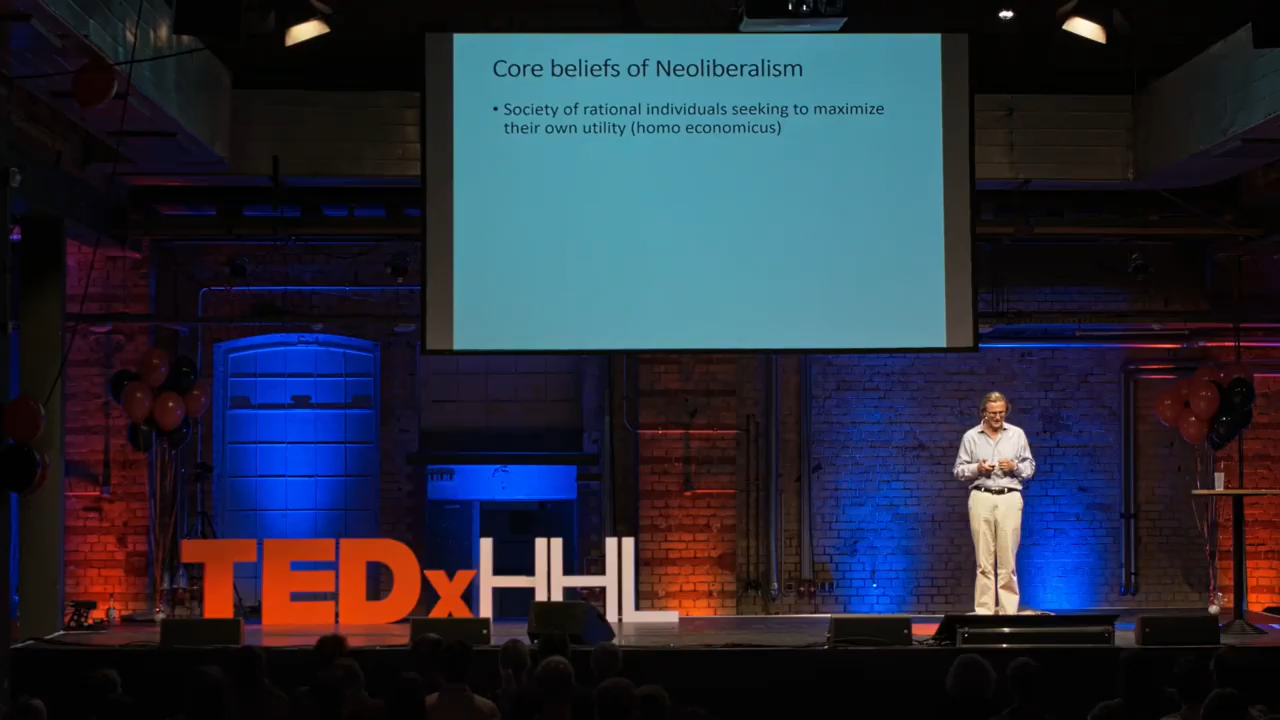 Core beliefs of Neoliberalism
• Society of rational individuals seeking to maximize
their own utility (homo economicus)
TEDxHHL